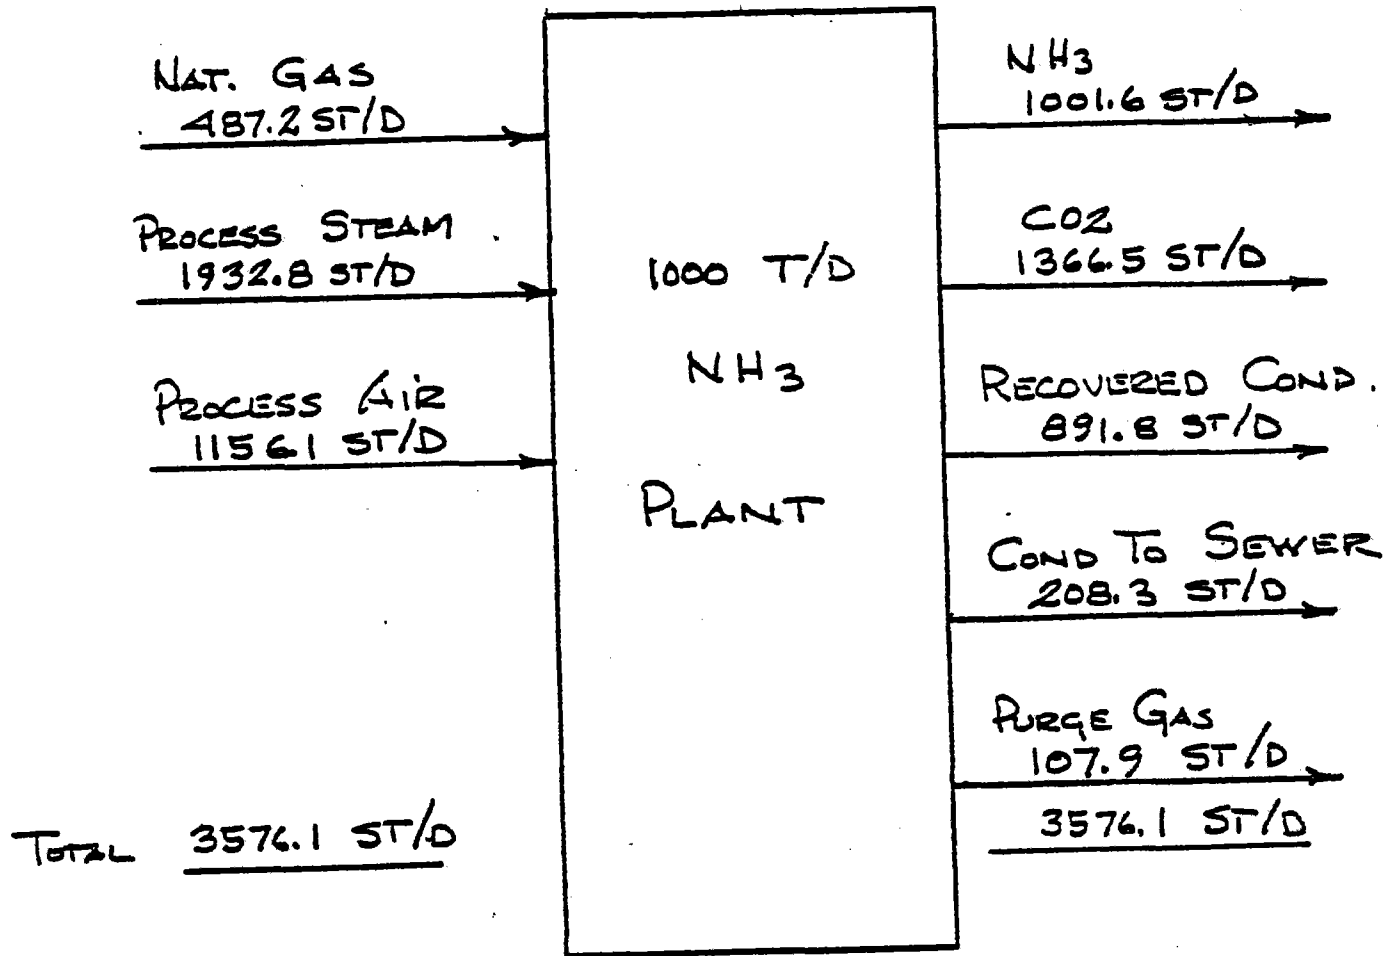 NAT. GAS
487.2 ST/D
PROCESS STEAM
1932.8 ST/D
PROCESS AIR
1156.1 ST/D
TOTAL 3576.1 ST/D
1000 T/D
NH3
PLANT
NH3
1001.6 ST/D
CO2
1366.5 ST/D
RECOVERED COND.
891.8 ST/D
COND TO SEWER
208.3 ST/D
PURGE GAS
107.9 ST/D
3576.1 ST/D